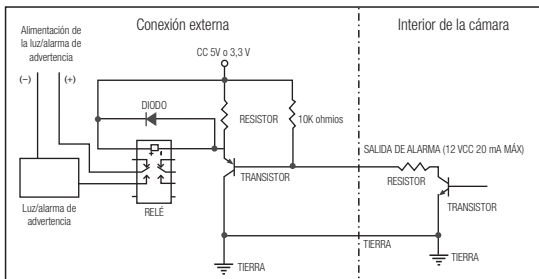 Conexión externa
Interior de la cámara
Alimentación de
la luz/alarma de
advertencia
(–)
(+)
CC 5V o 3,3 V
DIODO
RESISTOR
10K ohmios
SALIDA DE ALARMA (12 VCC 20 mA MÁX)
RESISTOR
TRANSISTOR
TRANSISTOR
RELÉ
Luz/alarma de
advertencia
TIERRA
TIERRA
TIERRA